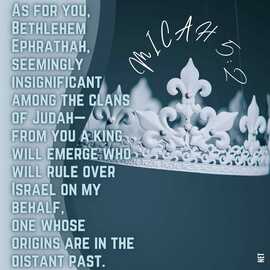 As for you,
Bethlehem
Ephrathah,
seemingly
insignificant
among the clans
of Judah—
from you a king
will emerge who
will rule over
Israel on my
behalf,
one whose
origins are in the
distant past.
MICAH 5:2
NET